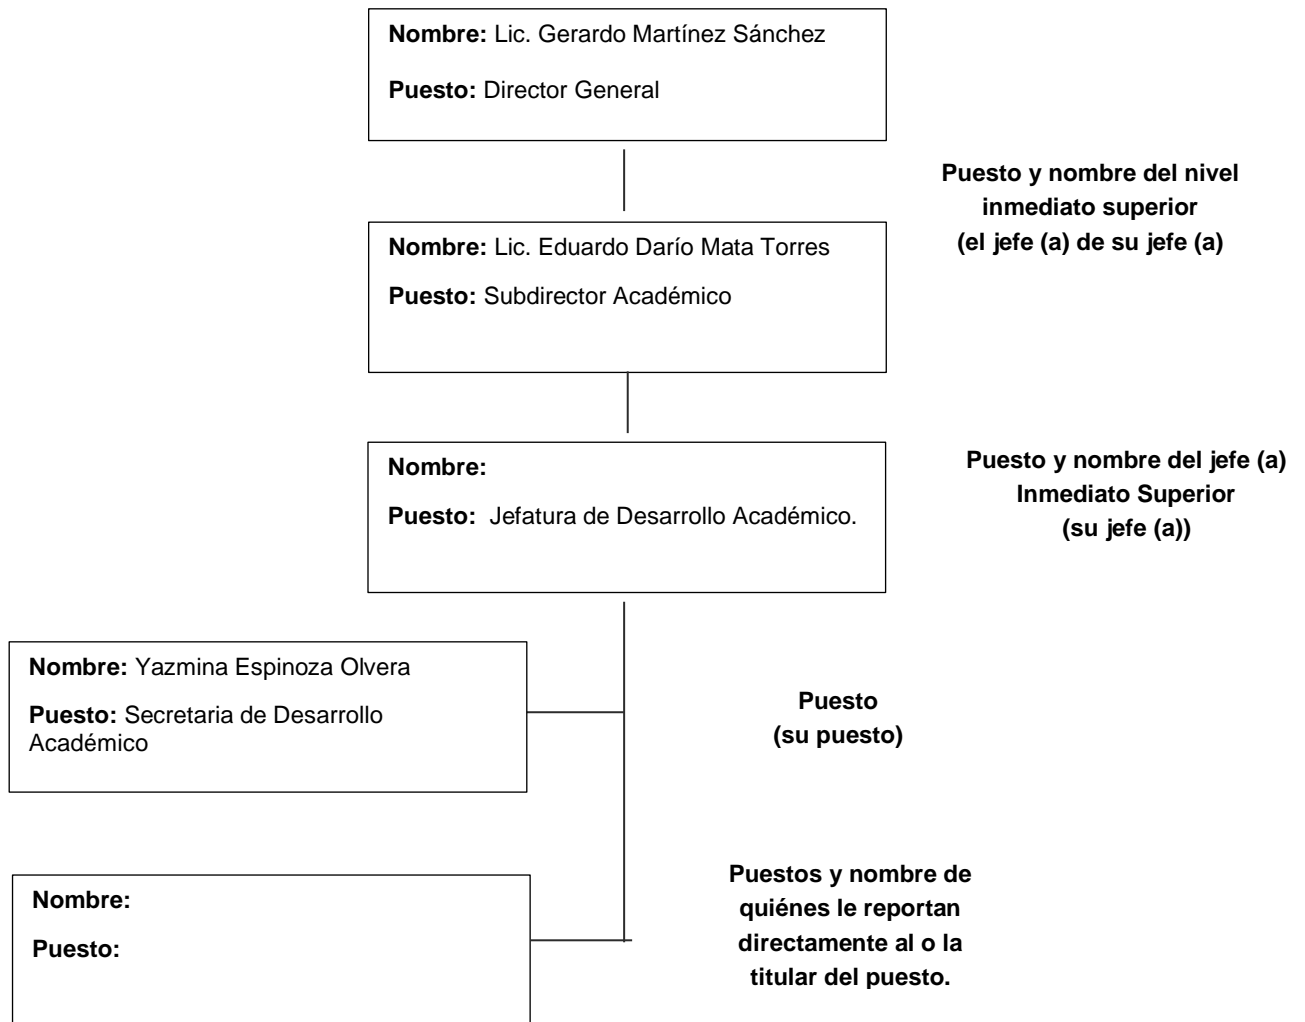 Nombre: Lic. Gerardo Martínez Sánchez
Puesto: Director General
Puesto y nombre del nivel
inmediato superior
(el jefe (a) de su jefe (a)
Nombre: Lic. Eduardo Darío Mata Torres
Puesto: Subdirector Académico
Nombre:
Puesto: Jefatura de Desarrollo Académico.
Puesto y nombre del jefe (a)
Inmediato Superior
(su jefe (a))
Nombre: Yazmina Espinoza Olvera
Puesto: Secretaria de Desarrollo
Académico
Puesto
(su puesto)
Nombre:
Puesto:
Puestos y nombre de
quiénes le reportan
directamente al o la
titular del puesto.